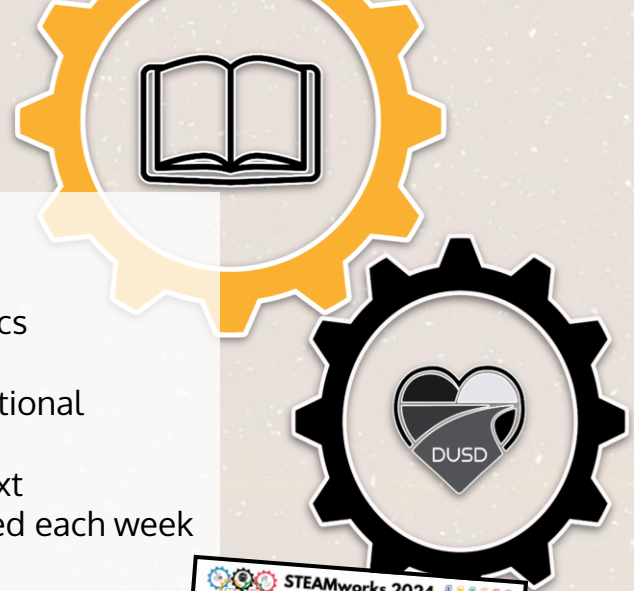 cs
tional
xt
ed each week
DUSD
STEAMworks 2024